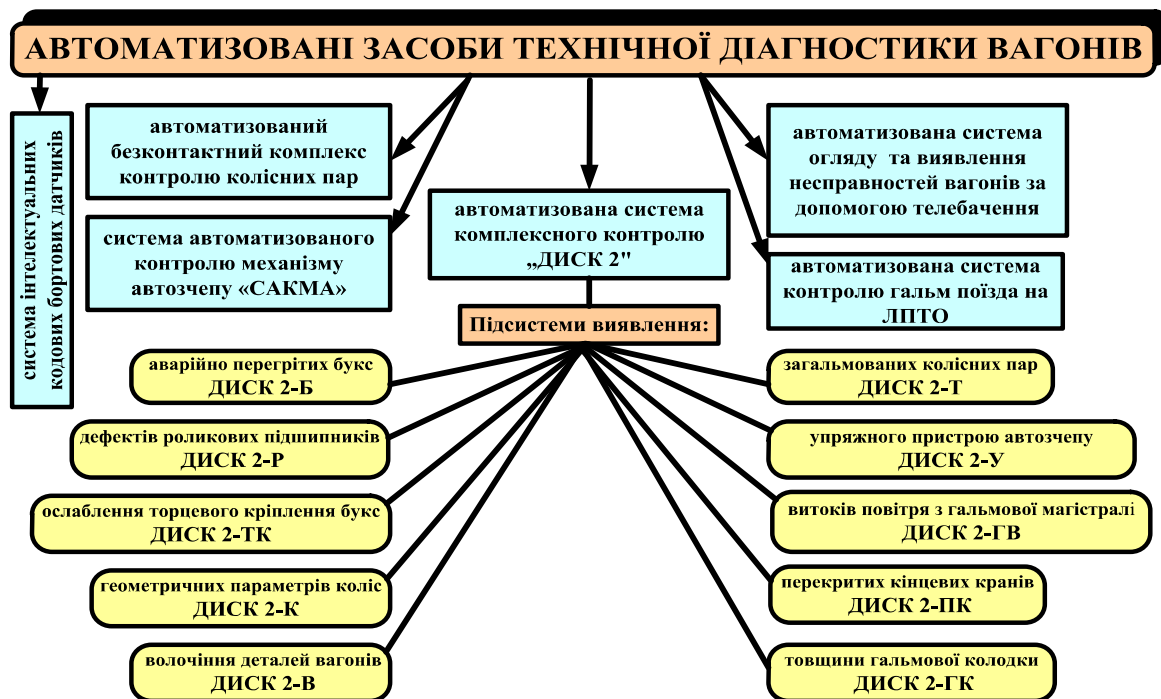 АВТОМАТИЗОВАНІ ЗАСОБИ ТЕХНІЧНОЇ ДІАГНОСТИКИ ВАГОНІВ
система інтелектуальних
кодових бортових датчиків
автоматизований
безконтактний комплекс
контролю колісних пар
система автоматизованого
контролю механізму
автозчепу «САКМА»
автоматизована система
комплексного контролю
„ДИСК 2"
автоматизована система
огляду та виявлення
несправностей вагонів за
допомогою телебачення
автоматизована система
контролю гальм поїзда на
ЛПТО
Підсистеми виявлення:
аварійно перегрітих букс
ДИСК 2-Б
дефектів роликових підшипників
ДИСК 2-Р
ослаблення торцевого кріплення букс
ДИСК 2-ТК
геометричних параметрів коліс
ДИСК 2-К
волочіння деталей вагонів
ДИСК 2-В
загальмованих колісних пар
ДИСК 2-Т
упряжного пристрою автозчепу
ДИСК 2-У
витоків повітря з гальмової магістралі
ДИСК 2-ГВ
перекритих кінцевих кранів
ДИСК 2-ПК
товщини гальмової колодки
ДИСК 2-ГК